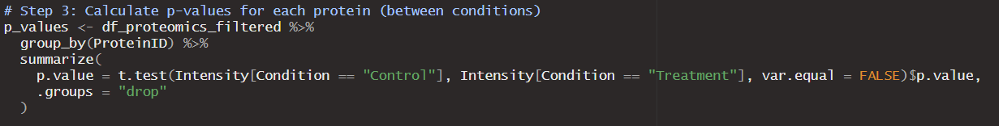 # Step 3: Calculate p-values for each protein (between conditions)
p_values <- df_proteomics_filtered %>%
  group_by(ProteinID) %>%
  summarize(
    p.value = t.test(Intensity[Condition == "Control"], Intensity[Condition == "Treatment"], var.equal = FALSE)$p.value,
    .groups = "drop"
  )